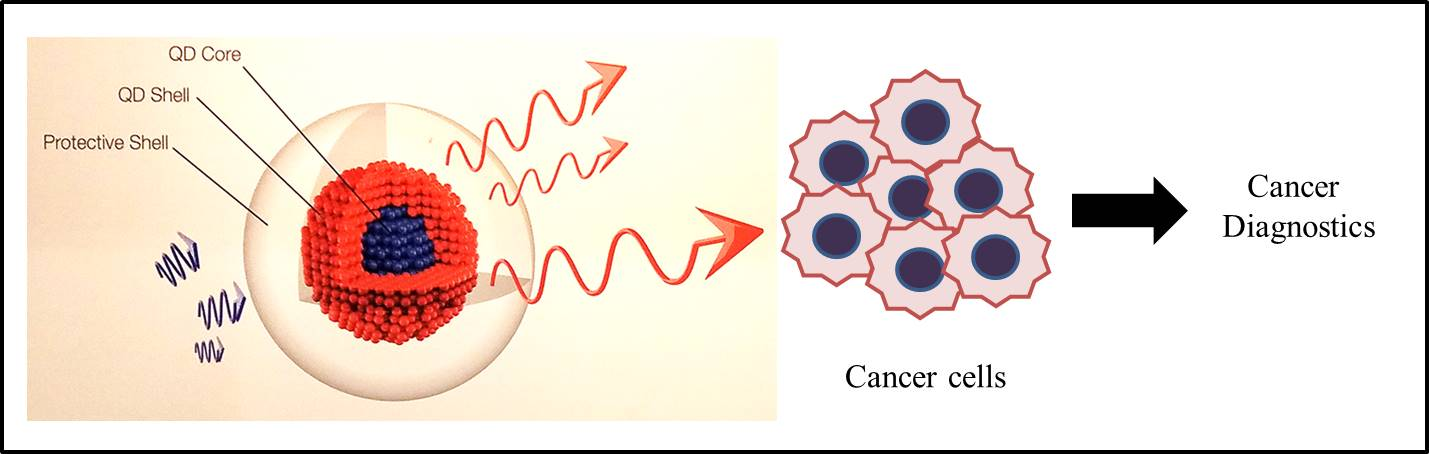 QD Core
QD Shell
Protective Shell
Cancer cells
Cancer
Diagnostics